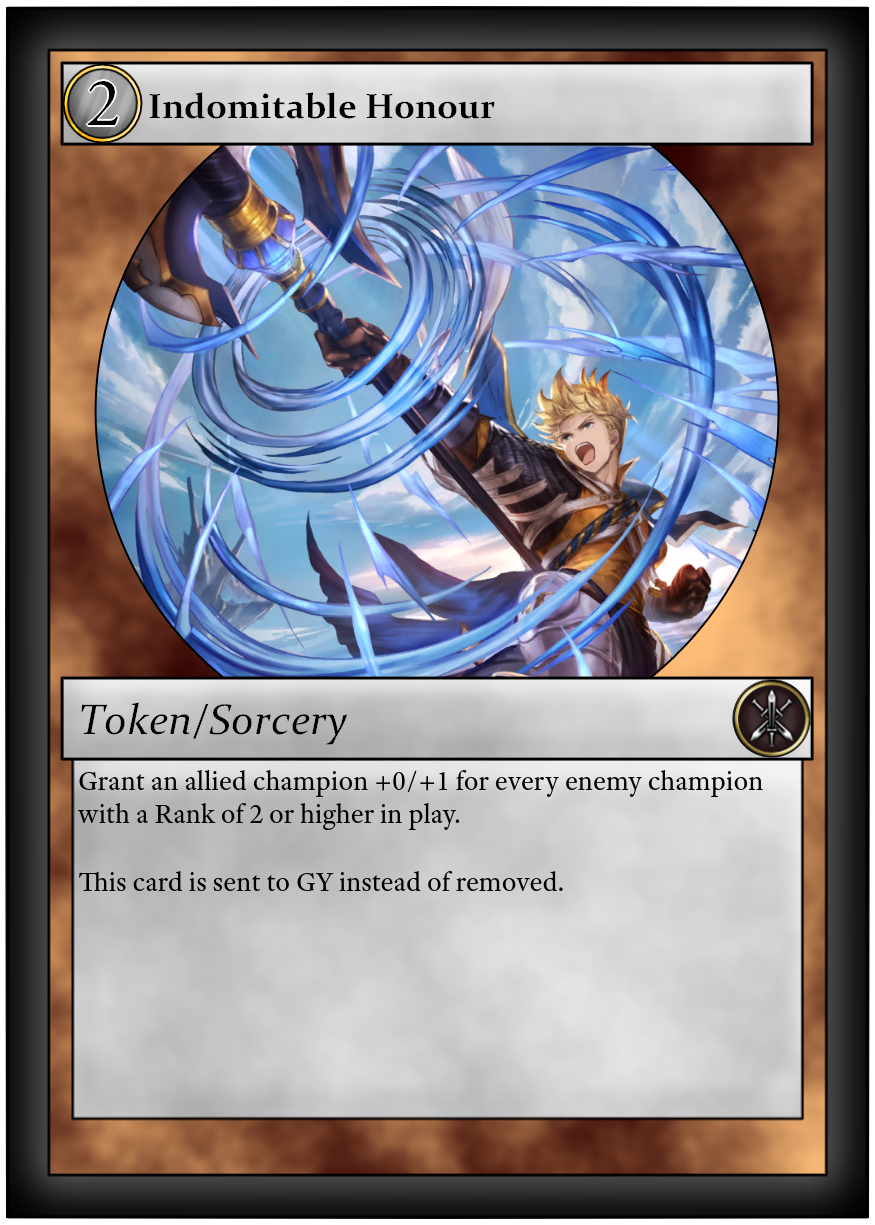 2 Indomitable Honour
Token/Sorcery
Grant an allied champion +0/+1 for every enemy champion
with a Rank of 2 or higher in play.
This card is sent to GY instead of removed.